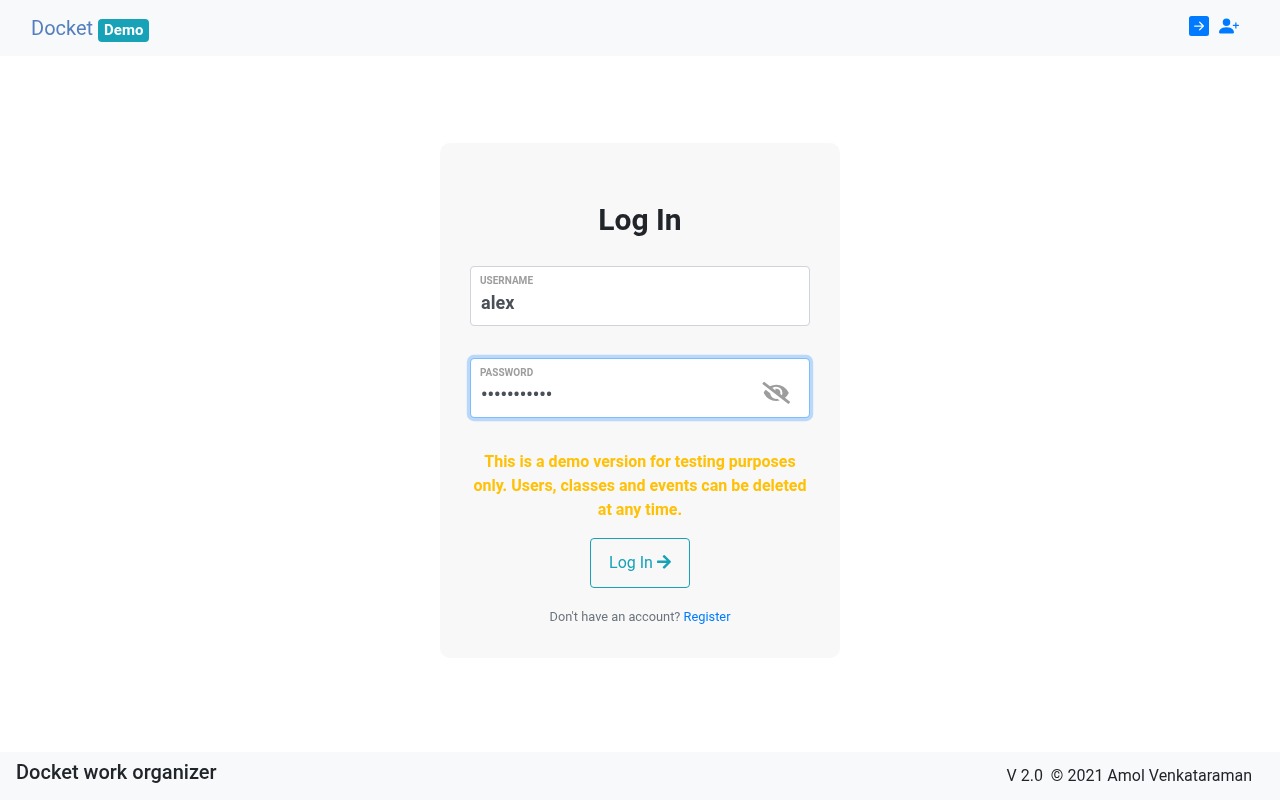 Docket Demo
Log In
USERNAME
alex
PASSWORD
•••••••••••
This is a demo version for testing purposes
only. Users, classes and events can be deleted
at any time.
Log In
Don't have an account? Register
Docket work organizer
V 2.0 © 2021 Amol Venkataraman